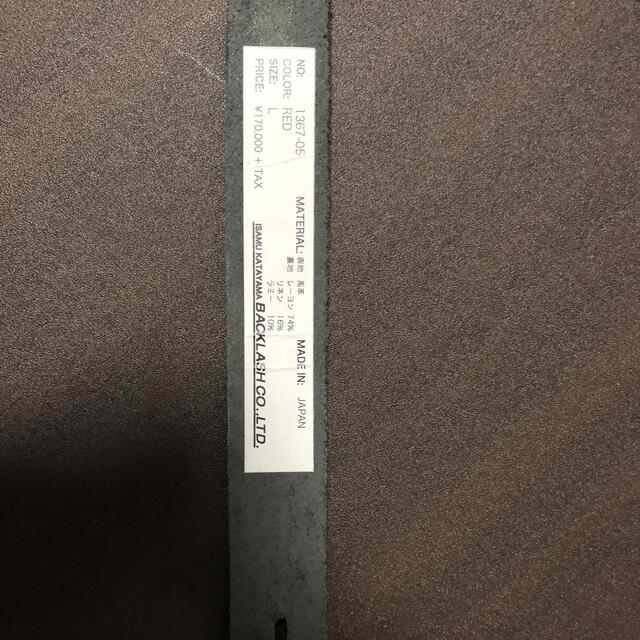 NO: 1367-05
COLOR: RED
SIZE: L
PRICE: ¥170,000 + TAX
MATERIAL: 表地 馬革
裏地 レーヨン 74%
リネン 16%
ラミー 10%
MADE IN: JAPAN
ISAMU KATAYAMA BACKLASH CO.,LTD.